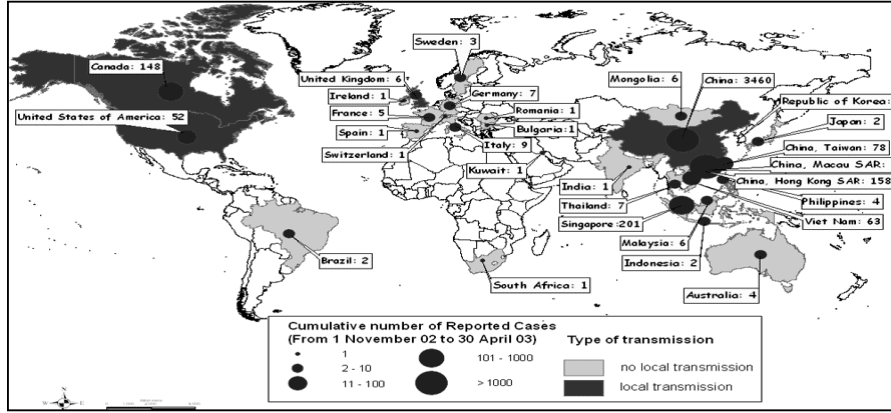 Sweden: 3
Canada: 148
United Kingdom: 6
Germany: 7
Mongolia: 6
China: 3460
Ireland: 1
Republic of Korea:
France: 5
Romania: 1
United States of America: 52
Japan: 2
Spain: 1
Bulgaria:1
China, Taiwan: 78
Switzerland: 1
Italy: 9
China, Macau SAR:
Kuwait: 1
India: 1
China, Hong Kong SAR: 158
Thailand: 7
Philippines: 4
Singapore:201
Viet Nam: 63
Malaysia: 6
Brazil: 2
Indonesia: 2
South Africa: 1
Australia: 4
Cumulative number of Reported Cases
(From 1 November 02 to 30 April 03)
Type of transmission
1
2 - 10
11 - 100
101 - 1000
>1000
no local transmission
local transmission
N
W
E
S